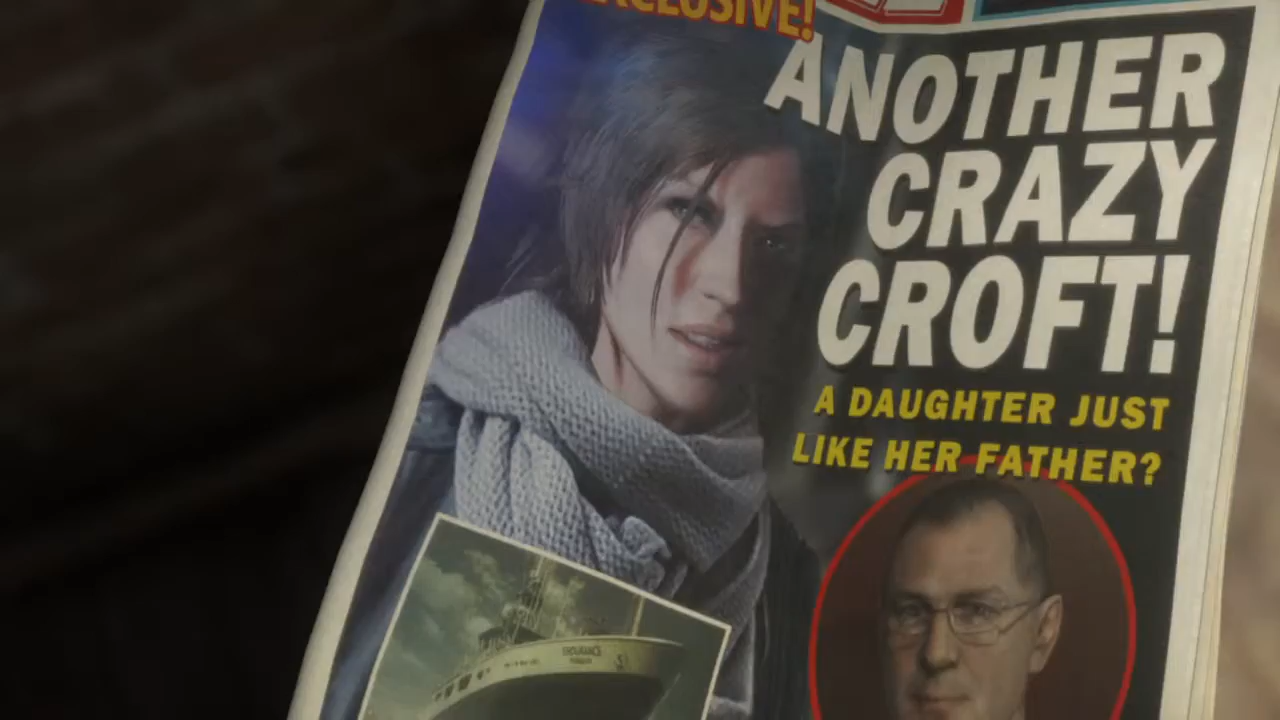 EXCLUSIVE!
ANOTHER
CRAZY
CROFT!
A DAUGHTER JUST
LIKE HER FATHER?
ENDURANCE